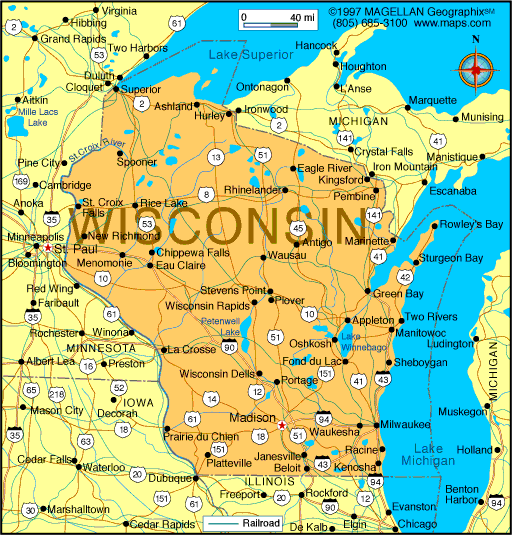 0 40 mi
©1997 MAGELLAN Geographix℠
(805) 685-3100 www.maps.com
N
Virginia
Hibbing
2
61
Grand Rapids
53
Two Harbors
Lake Superior
Hancock
Houghton
Duluth
Cloquet
Superior
Ontonagon
L'Anse
Aitkin
Mille Lacs
Lake
2
Ashland
Hurley
Ironwood
2
Marquette
MICHIGAN
Munising
141
41
St Croix River
Pine City
Spooner
13
51
Crystal Falls
Manistique
Eagle River
Iron Mountain
Kingsford
169
Cambridge
8
Rhinelander
Pembine
Escanaba
Anoka
St. Croix
Falls
Rice Lake
35
53
141
WISCONSIN
45
Rowley's Bay
Minneapolis
New Richmond
St. Paul
Antigo
Marinette
Bloomington
Menomonie
Chippewa Falls
Wausau
41
Sturgeon Bay
Eau Claire
10
42
Red Wing
Stevens Point
Green Bay
Faribault
Wisconsin Rapids
Plover
35
61
10
Petenwell
Lake
Appleton
Two Rivers
Rochester
Winona
Manitowoc
51
Oshkosh
Lake
Winnebago
Ludington
MINNESOTA
90
La Crosse
Albert Lea
16
Preston
Fond du Lac
Sheboygan
MICHIGAN
Wisconsin Dells
151
65
218
52
Portage
41
43
61
12
IOWA
14
Mason City
Decorah
Madison
94
Muskegon
18
Waukesha
Milwaukee
35
Prairie du Chien
18
51
63
151
Racine
Lake
Michigan
Holland
Cedar Falls
Platteville
Janesville
Waterloo
Beloit
43
Kenosha
Dubuque
ILLINOIS
94
20
Rockford
Benton
Harbor
Freeport
20
12
94
Marshalltown
151
61
90
Evanston
Cedar Rapids
Railroad
De Kalb
Elgin
Chicago